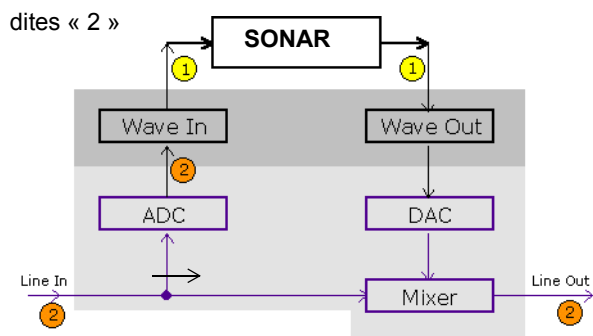 dites « 2 »
SONAR
1
1
Wave In
Wave Out
2
ADC
DAC
Line In
Line Out
Mixer
2
2